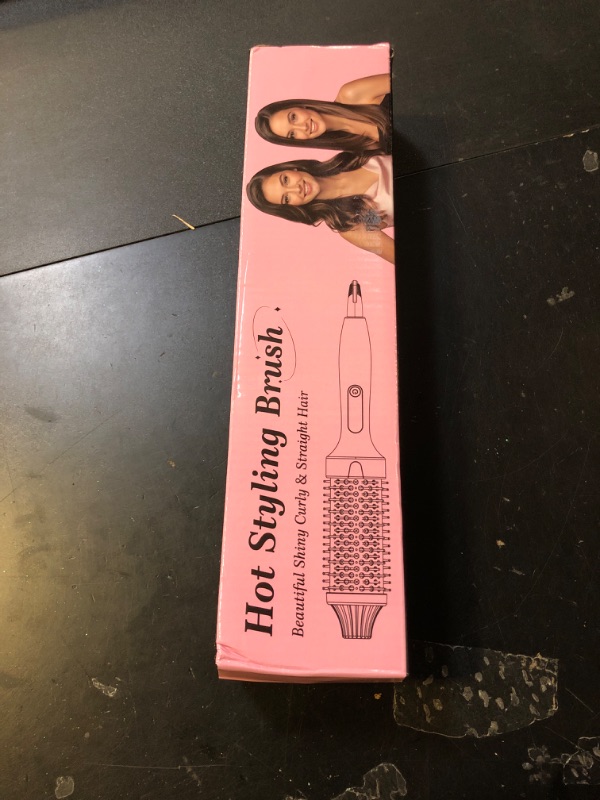 Hot Styling Brush
Beautiful Shiny Curly & Straight Hair